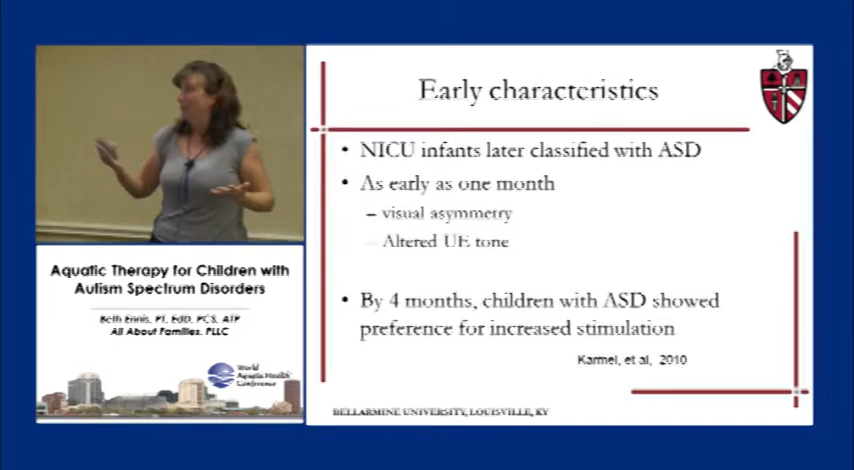 Early characteristics
• NICU infants later classified with ASD
• As early as one month
– visual asymmetry
– Altered UE tone
• By 4 months, children with ASD showed
preference for increased stimulation
Karmel, et al, 2010
BELLARMINE UNIVERSITY, LOUISVILLE, KY
Aquatic Therapy for Children with
Autism Spectrum Disorders
Beth Ennis, PT, EdD, PCS, ATP
All About Families, PLLC
World
Aquatic Health
Conference